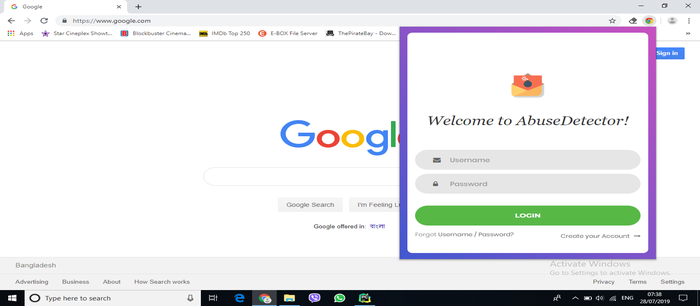 Google
https://www.google.com
Apps Star Cineplex Showt... Blockbuster Cinema... IMDb Top 250 E-BOX File Server ThePirateBay - Dow... »
Sign in
Googl
Welcome to AbuseDetector!
Username
Password
LOGIN
Forgot Username / Password?
Create your Account →
Google Search I'm Feeling L
Google offered in: বাংলা
Activate Windows
Go to Settings to activate Windows.
Bangladesh
Advertising Business About How Search works Privacy Terms Settings
Type here to search
ENG
07:38
28/07/2019